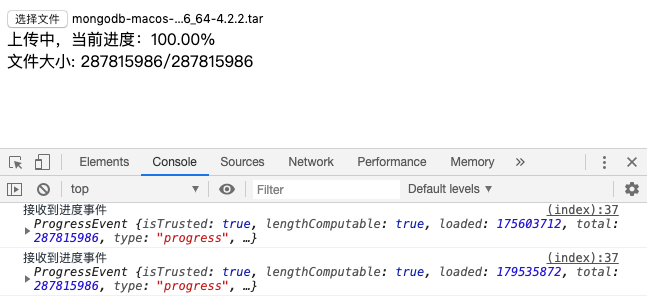 选择文件 mongodb-macos-...6_64-4.2.2.tar
上传中，当前进度：100.00%
文件大小: 287815986/287815986
Elements Console Sources Network Performance Memory »
top ▼ Filter Default levels ▼
接收到进度事件 (index):37
ProgressEvent {isTrusted: true, lengthComputable: true, loaded: 175603712, total:
287815986, type: "progress", …}
接收到进度事件 (index):37
ProgressEvent {isTrusted: true, lengthComputable: true, loaded: 179535872, total:
287815986, type: "progress", …}